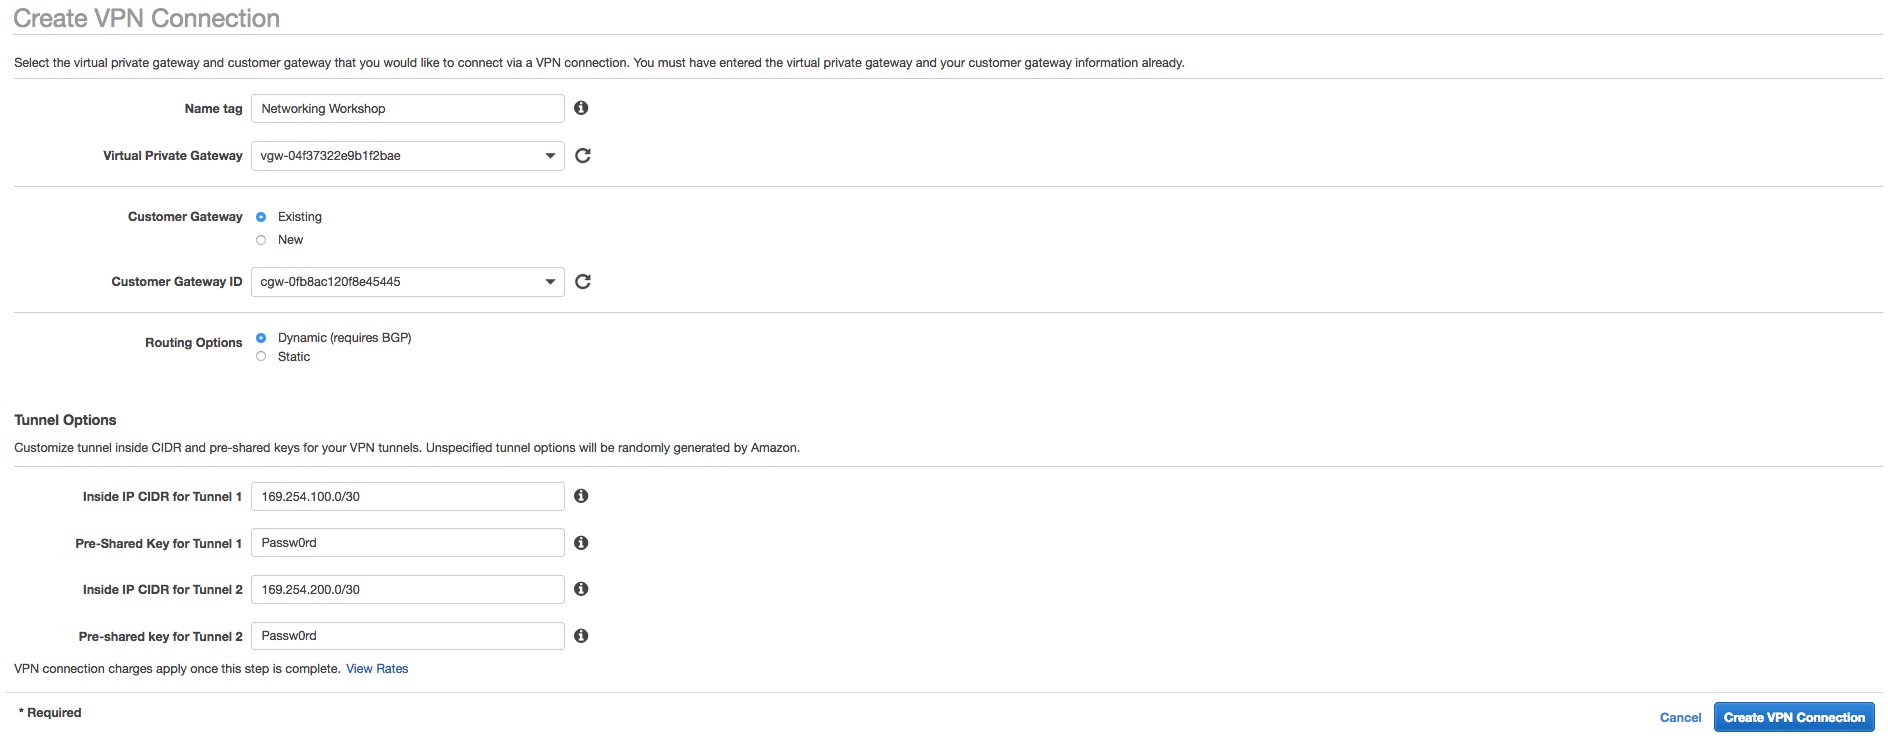 Create VPN Connection
Select the virtual private gateway and customer gateway that you would like to connect via a VPN connection. You must have entered the virtual private gateway and your customer gateway information already.
Name tag Networking Workshop
Virtual Private Gateway vgw-04f37322e9b1f2bae
Customer Gateway Existing
New
Customer Gateway ID cgw-0fb8ac120f8e45445
Routing Options Dynamic (requires BGP)
Static
Tunnel Options
Customize tunnel inside CIDR and pre-shared keys for your VPN tunnels. Unspecified tunnel options will be randomly generated by Amazon.
Inside IP CIDR for Tunnel 1 169.254.100.0/30
Pre-Shared Key for Tunnel 1 Passw0rd
Inside IP CIDR for Tunnel 2 169.254.200.0/30
Pre-shared key for Tunnel 2 Passw0rd
VPN connection charges apply once this step is complete. View Rates
* Required
Cancel Create VPN Connection